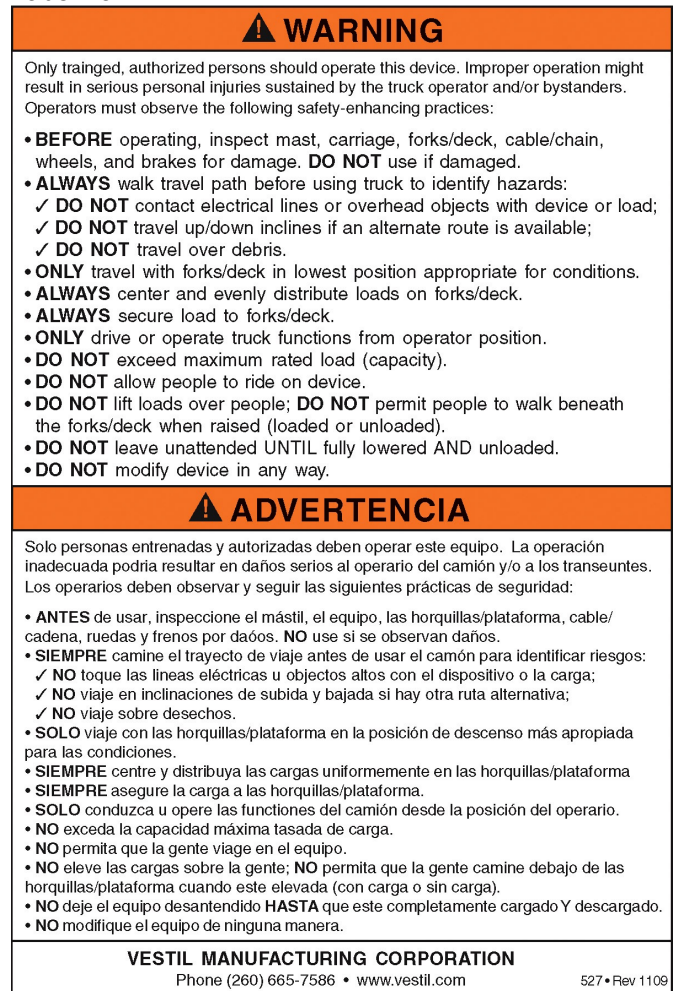 WARNING
Only trainged, authorized persons should operate this device. Improper operation might
result in serious personal injuries sustained by the truck operator and/or bystanders.
Operators must observe the following safety-enhancing practices:
• BEFORE operating, inspect mast, carriage, forks/deck, cable/chain,
wheels, and brakes for damage. DO NOT use if damaged.
• ALWAYS walk travel path before using truck to identify hazards:
✓ DO NOT contact electrical lines or overhead objects with device or load;
✓ DO NOT travel up/down inclines if an alternate route is available;
✓ DO NOT travel over debris.
• ONLY travel with forks/deck in lowest position appropriate for conditions.
• ALWAYS center and evenly distribute loads on forks/deck.
• ALWAYS secure load to forks/deck.
• ONLY drive or operate truck functions from operator position.
• DO NOT exceed maximum rated load (capacity).
• DO NOT allow people to ride on device.
• DO NOT lift loads over people; DO NOT permit people to walk beneath
the forks/deck when raised (loaded or unloaded).
• DO NOT leave unattended UNTIL fully lowered AND unloaded.
• DO NOT modify device in any way.
ADVERTENCIA
Solo personas entrenadas y autorizadas deben operar este equipo. La operación
inadecuada podria resultar en daños serios al operario del camión y/o a los transeuntes.
Los operarios deben observar y seguir las siguientes prácticas de seguridad:
• ANTES de usar, inspeccione el mástil, el equipo, las horquillas/plataforma, cable/
cadena, ruedas y frenos por daóos. NO use si se observan daños.
• SIEMPRE camine el trayecto de viaje antes de usar el camón para identificar riesgos:
✓ NO toque las lineas eléctricas u objectos altos con el dispositivo o la carga;
✓ NO viaje en inclinaciones de subida y bajada si hay otra ruta alternativa;
✓ NO viaje sobre desechos.
• SOLO viaje con las horquillas/plataforma en la posición de descenso más apropiada
para las condiciones.
• SIEMPRE centre y distribuya las cargas uniformemente en las horquillas/plataforma
• SIEMPRE asegure la carga a las horquillas/plataforma.
• SOLO conduzca u opere las functiones del camión desde la posición del operario.
• NO exceda la capacidad máxima tasada de carga.
• NO permita que la gente viage en el equipo.
• NO eleve las cargas sobre la gente; NO permita que la gente camine debajo de las
horquillas/plataforma cuando este elevada (con carga o sin carga).
• NO deje el equipo desantendido HASTA que este completamente cargado Y descargado.
• NO modifique el equipo de ninguna manera.
VESTIL MANUFACTURING CORPORATION
Phone (260) 665-7586 • www.vestil.com 527 • Rev 1109